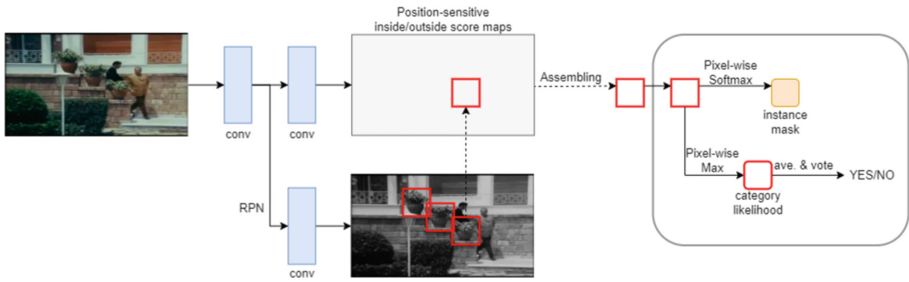 Position-sensitive
inside/outside score maps
conv
conv
Assembling
Pixel-wise
Softmax
instance
mask
Pixel-wise
Max
ave. & vote
YES/NO
category
likelihood
RPN
conv